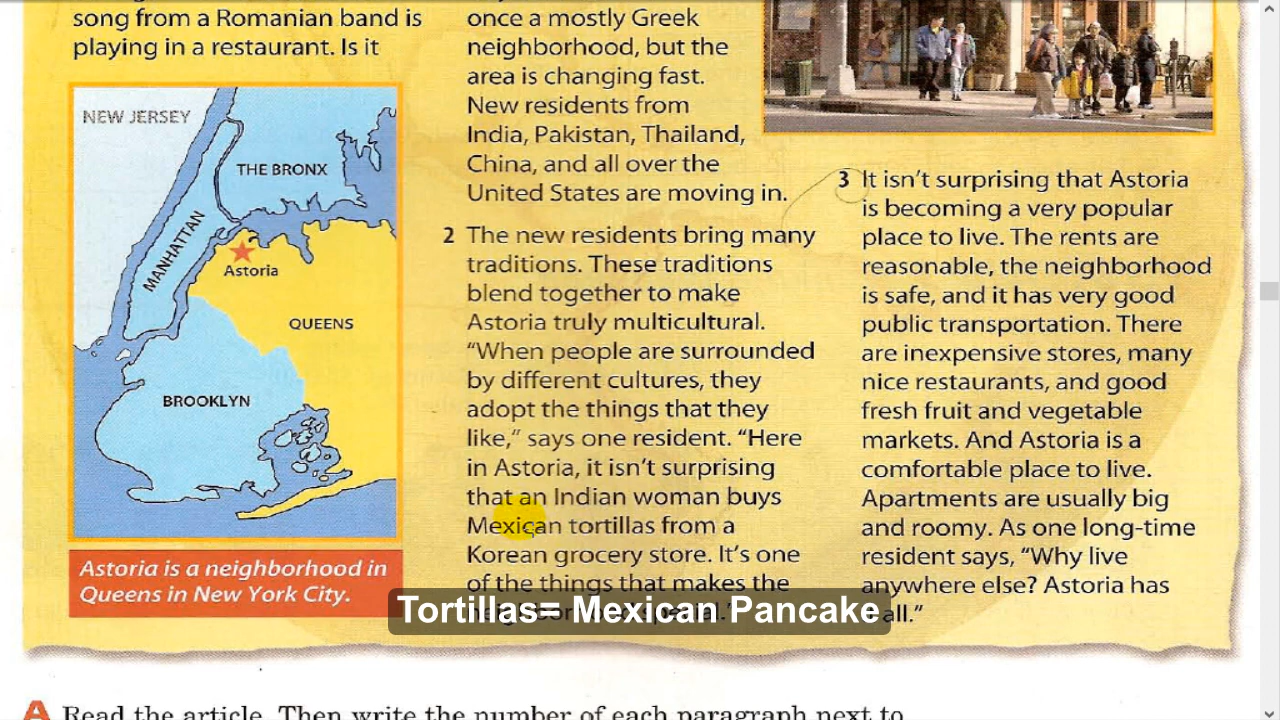 song from a Romanian band is
playing in a restaurant. Is it
NEW JERSEY
THE BRONX
MANHATTAN
Astoria
QUEENS
BROOKLYN
Astoria is a neighborhood in
Queens in New York City.
once a mostly Greek
neighborhood, but the
area is changing fast.
New residents from
India, Pakistan, Thailand,
China, and all over the
United States are moving in.
2 The new residents bring many
traditions. These traditions
blend together to make
Astoria truly multicultural.
“When people are surrounded
by different cultures, they
adopt the things that they
like,” says one resident. “Here
in Astoria, it isn’t surprising
that an Indian woman buys
Mexican tortillas from a
Korean grocery store. It’s one
of the things that makes the
3 It isn’t surprising that Astoria
is becoming a very popular
place to live. The rents are
reasonable, the neighborhood
is safe, and it has very good
public transportation. There
are inexpensive stores, many
nice restaurants, and good
fresh fruit and vegetable
markets. And Astoria is a
comfortable place to live.
Apartments are usually big
and roomy. As one long-time
resident says, “Why live
anywhere else? Astoria has
all.”
Tortillas= Mexican Pancake
A Read the article. Then write the number of each paragraph next to